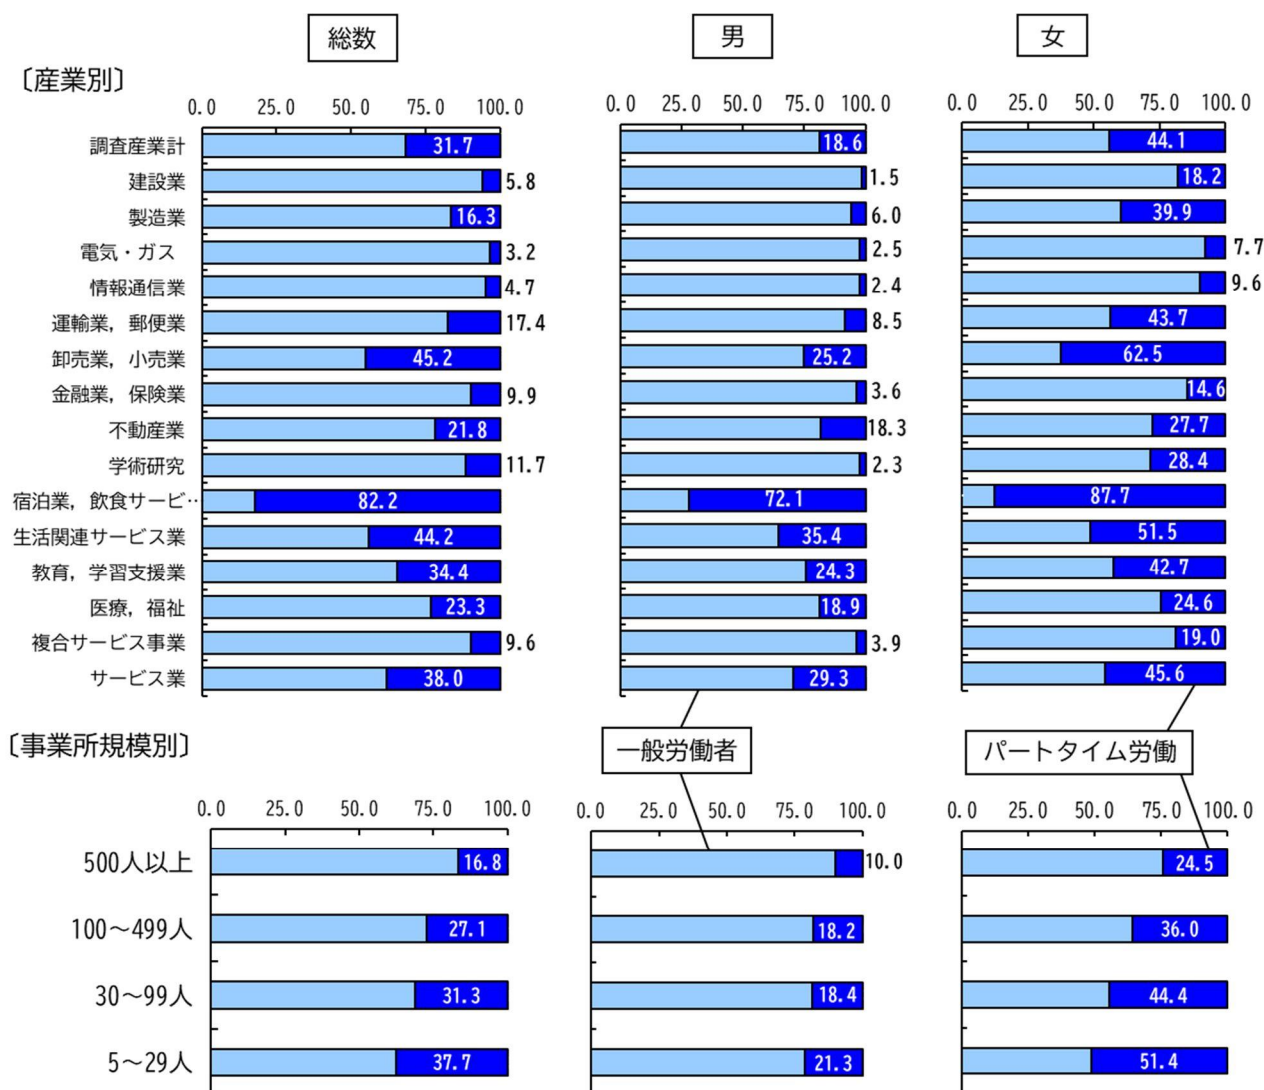 総数 男 女
〔産業別〕
0.0 25.0 50.0 75.0 100.0 0.0 25.0 50.0 75.0 100.0 0.0 25.0 50.0 75.0 100.0
調査産業計 31.7 18.6 44.1
建設業 5.8 1.5 18.2
製造業 16.3 6.0 39.9
電気・ガス 3.2 2.5 7.7
情報通信業 4.7 2.4 9.6
運輸業，郵便業 17.4 8.5 43.7
卸売業，小売業 45.2 25.2 62.5
金融業，保険業 9.9 3.6 14.6
不動産業 21.8 18.3 27.7
学術研究 11.7 2.3 28.4
宿泊業，飲食サービ‥ 82.2 72.1 87.7
生活関連サービス業 44.2 35.4 51.5
教育，学習支援業 34.4 24.3 42.7
医療，福祉 23.3 18.9 24.6
複合サービス事業 9.6 3.9 19.0
サービス業 38.0 29.3 45.6
〔事業所規模別〕 一般労働者 パートタイム労働
0.0 25.0 50.0 75.0 100.0 0.0 25.0 50.0 75.0 100.0 0.0 25.0 50.0 75.0 100.0
500人以上 16.8 10.0 24.5
100～499人 27.1 18.2 36.0
30～99人 31.3 18.4 44.4
5～29人 37.7 21.3 51.4